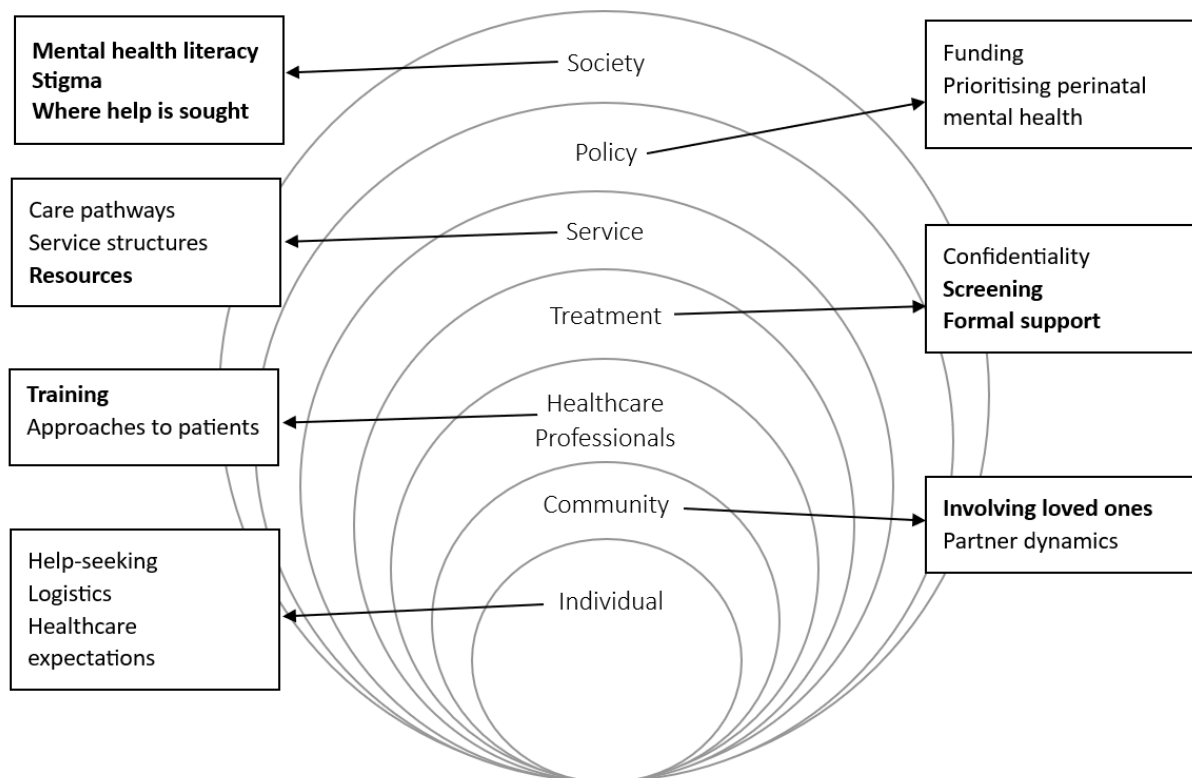 Mental health literacy
Stigma
Where help is sought
Society
Funding
Prioritising perinatal
mental health
Policy
Care pathways
Service structures
Resources
Service
Confidentiality
Screening
Formal support
Treatment
Training
Approaches to patients
Healthcare
Professionals
Community
Involving loved ones
Partner dynamics
Help-seeking
Logistics
Healthcare
expectations
Individual